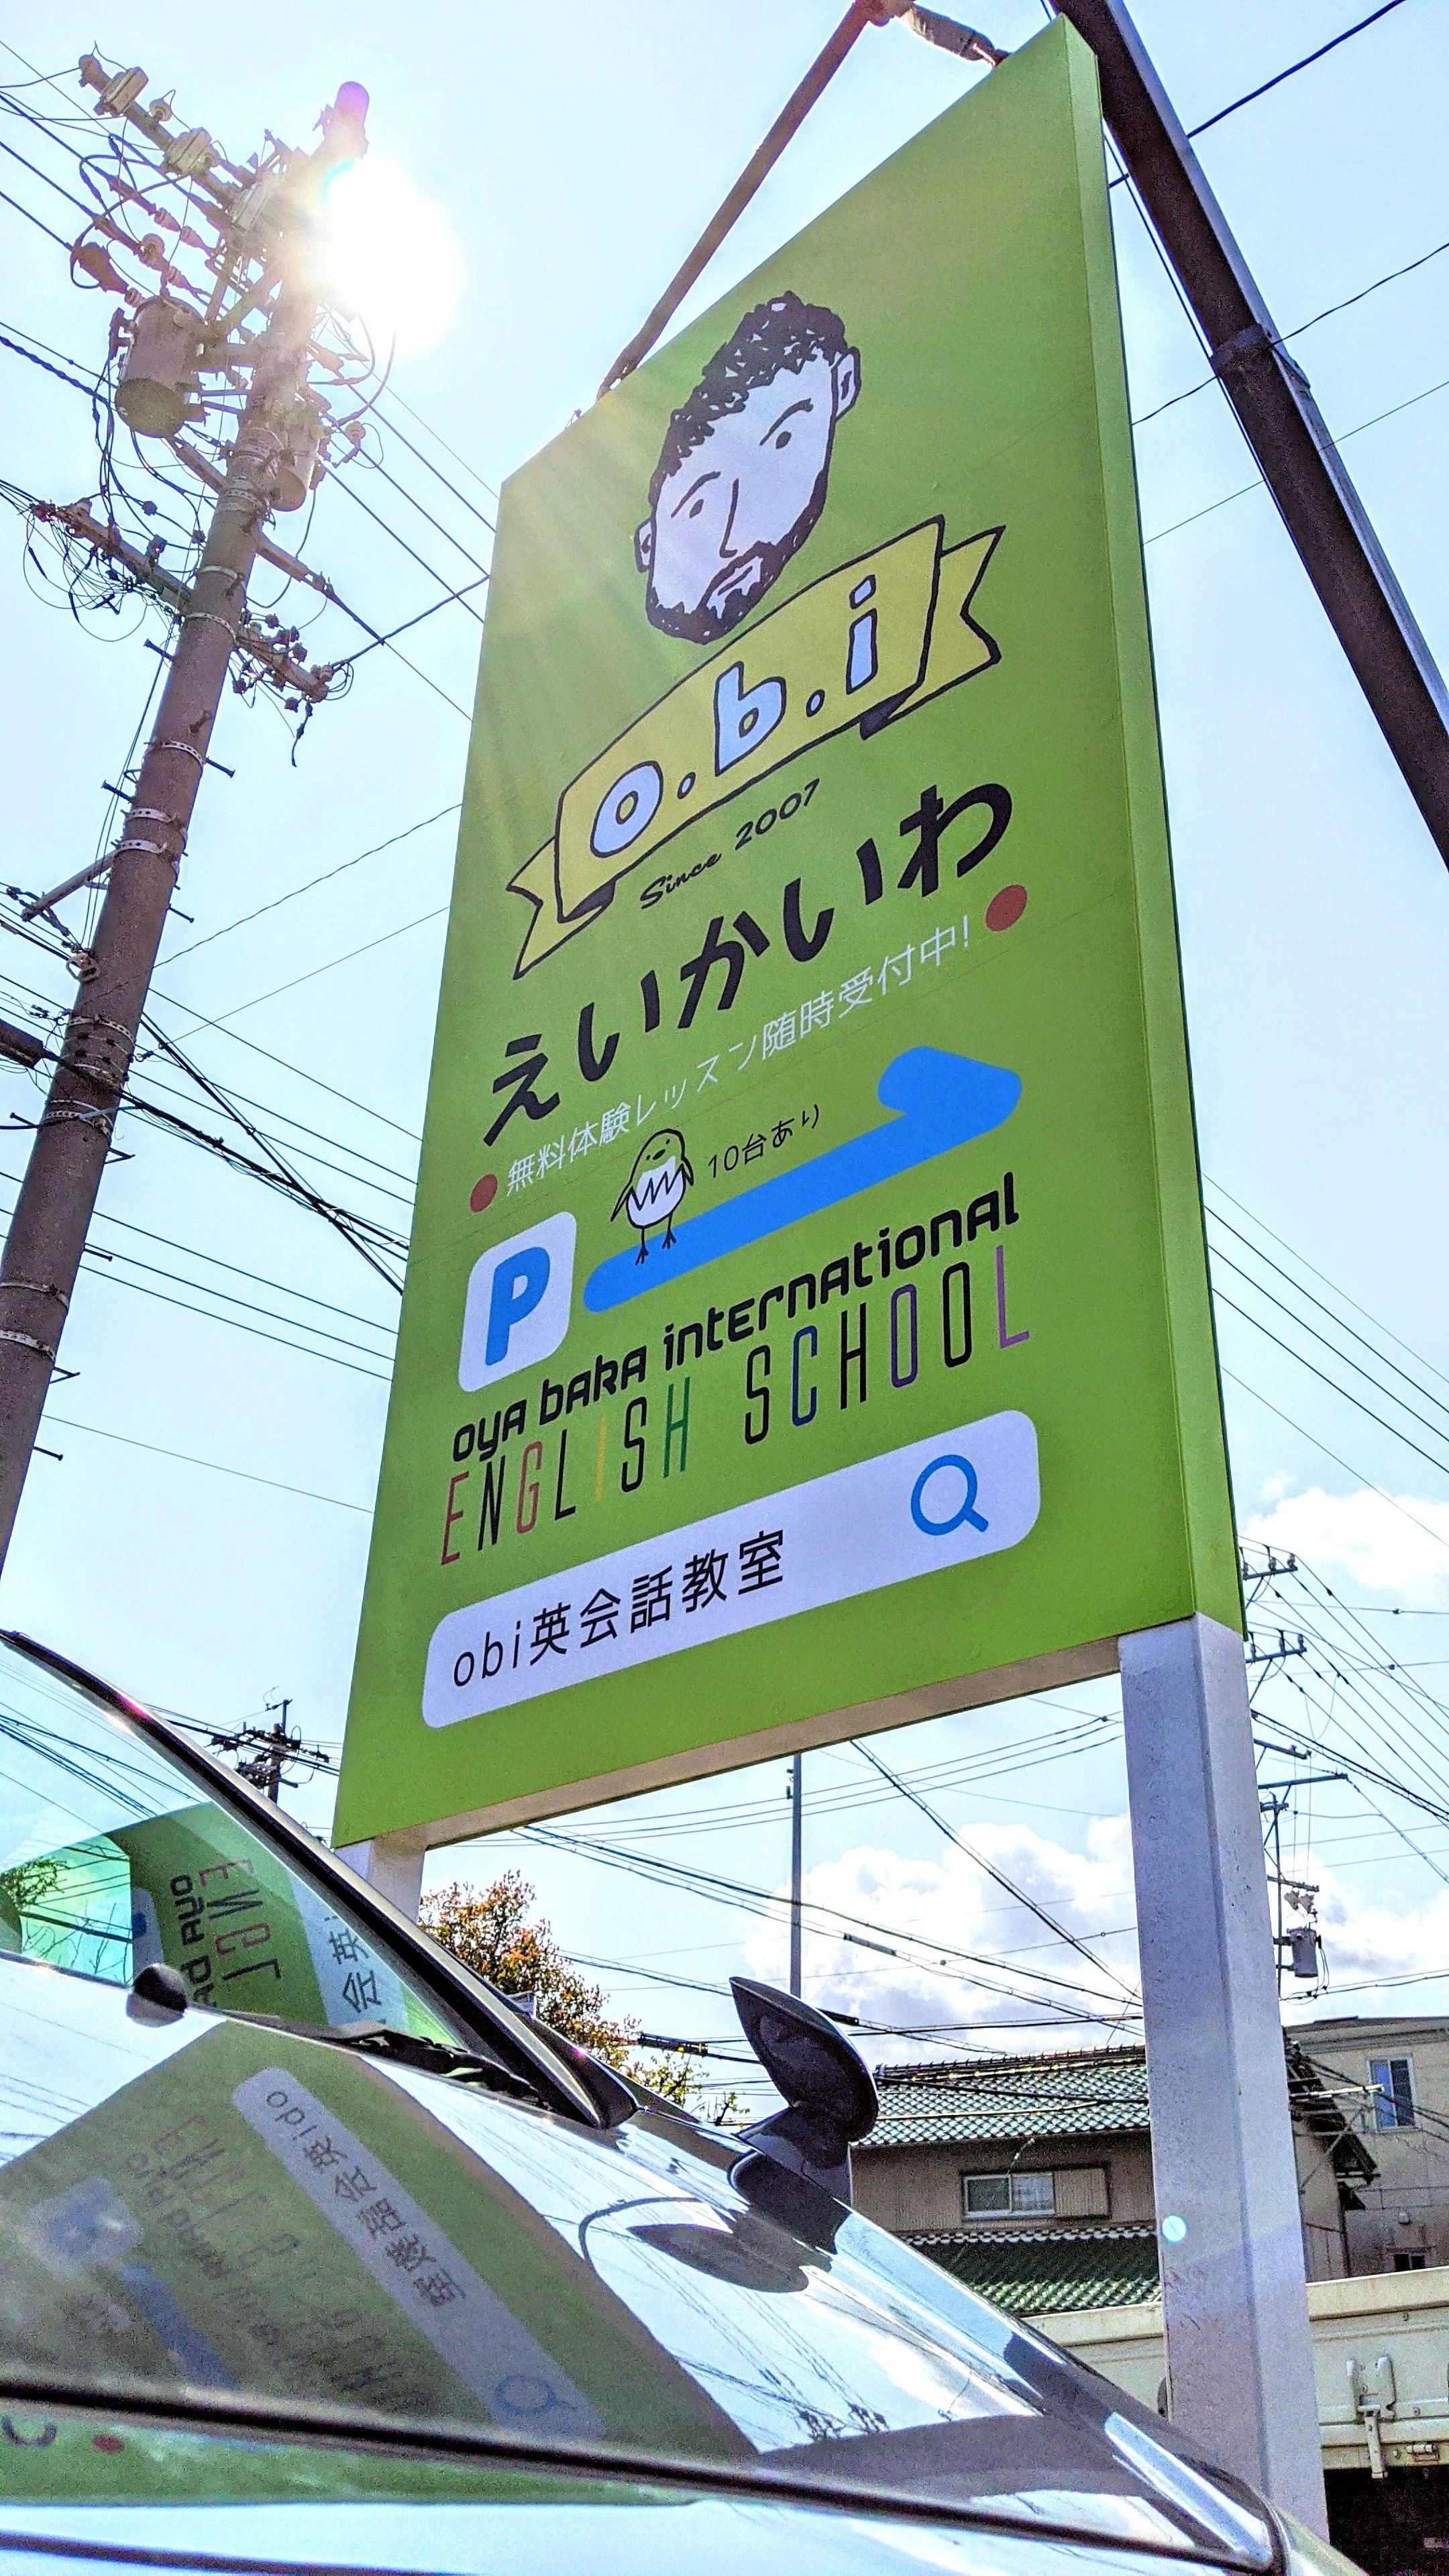 o.b.i
Since 2007
えいかいわ
無料体験レッスン随時受付中!
10台あり
P
oya baka international
ENGLISH SCHOOL
obi英会話教室